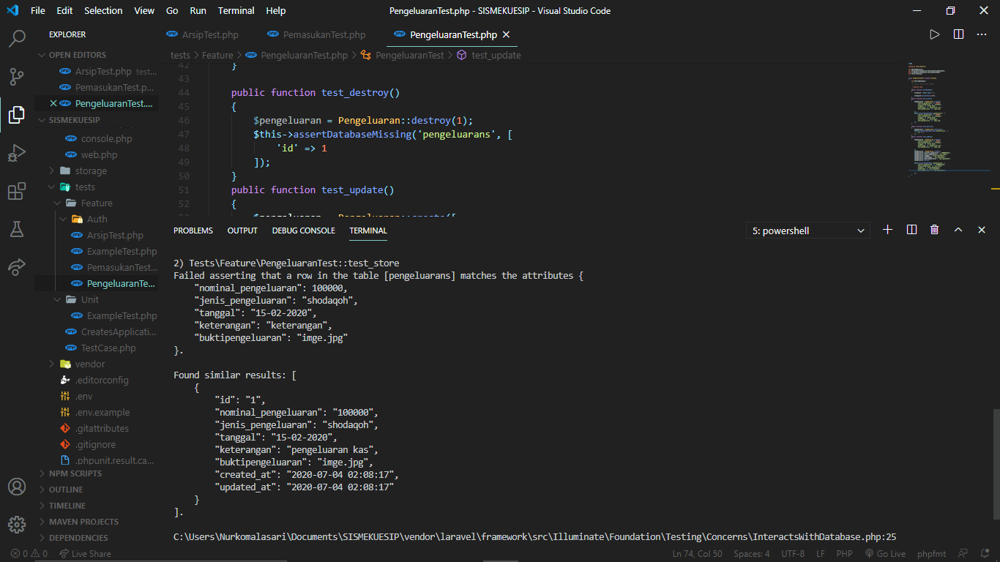 File Edit Selection View Go Run Terminal Help PengeluaranTest.php - SISMEKUESIP - Visual Studio Code
EXPLORER
OPEN EDITORS
ArsipTest.php test...
PemasukanTest.p...
PengeluaranTest....
SISMEKUESIP
console.php
web.php
storage
tests
Feature
Auth
ArsipTest.php
ExampleTest.php
PemasukanTest...
PengeluaranTe...
Unit
ExampleTest.php
CreatesApplicati...
TestCase.php
vendor
.editorconfig
.env
.env.example
.gitattributes
.gitignore
.phpunit.result.ca...
NPM SCRIPTS
OUTLINE
TIMELINE
MAVEN PROJECTS
DEPENDENCIES
ArsipTest.php PemasukanTest.php PengeluaranTest.php
tests > Feature > PengeluaranTest.php > PengeluaranTest > test_update
42 }
43
44 public function test_destroy()
45 {
46 $pengeluaran = Pengeluaran::destroy(1);
47 $this->assertDatabaseMissing('pengeluarans', [
48 'id' => 1
49 ]);
50 }
51 public function test_update()
52 {
53 $pengeluaran = Pengeluaran::create([
PROBLEMS OUTPUT DEBUG CONSOLE TERMINAL 5: powershell
2) Tests\Feature\PengeluaranTest::test_store
Failed asserting that a row in the table [pengeluarans] matches the attributes {
"nominal_pengeluaran": 100000,
"jenis_pengeluaran": "shodaqoh",
"tanggal": "15-02-2020",
"keterangan": "keterangan",
"buktipengeluaran": "imge.jpg"
}.
Found similar results: [
{
"id": "1",
"nominal_pengeluaran": "100000",
"jenis_pengeluaran": "shodaqoh",
"tanggal": "15-02-2020",
"keterangan": "pengeluaran kas",
"buktipengeluaran": "imge.jpg",
"created_at": "2020-07-04 02:08:17",
"updated_at": "2020-07-04 02:08:17"
}
].
C:\Users\Nurkomalasari\Documents\SISMEKUESIP\vendor\laravel\framework\src\Illuminate\Foundation\Testing\Concerns\InteractsWithDatabase.php:25
0 0 Live Share Ln 74, Col 50 Spaces: 4 UTF-8 LF PHP Go Live phpfmt